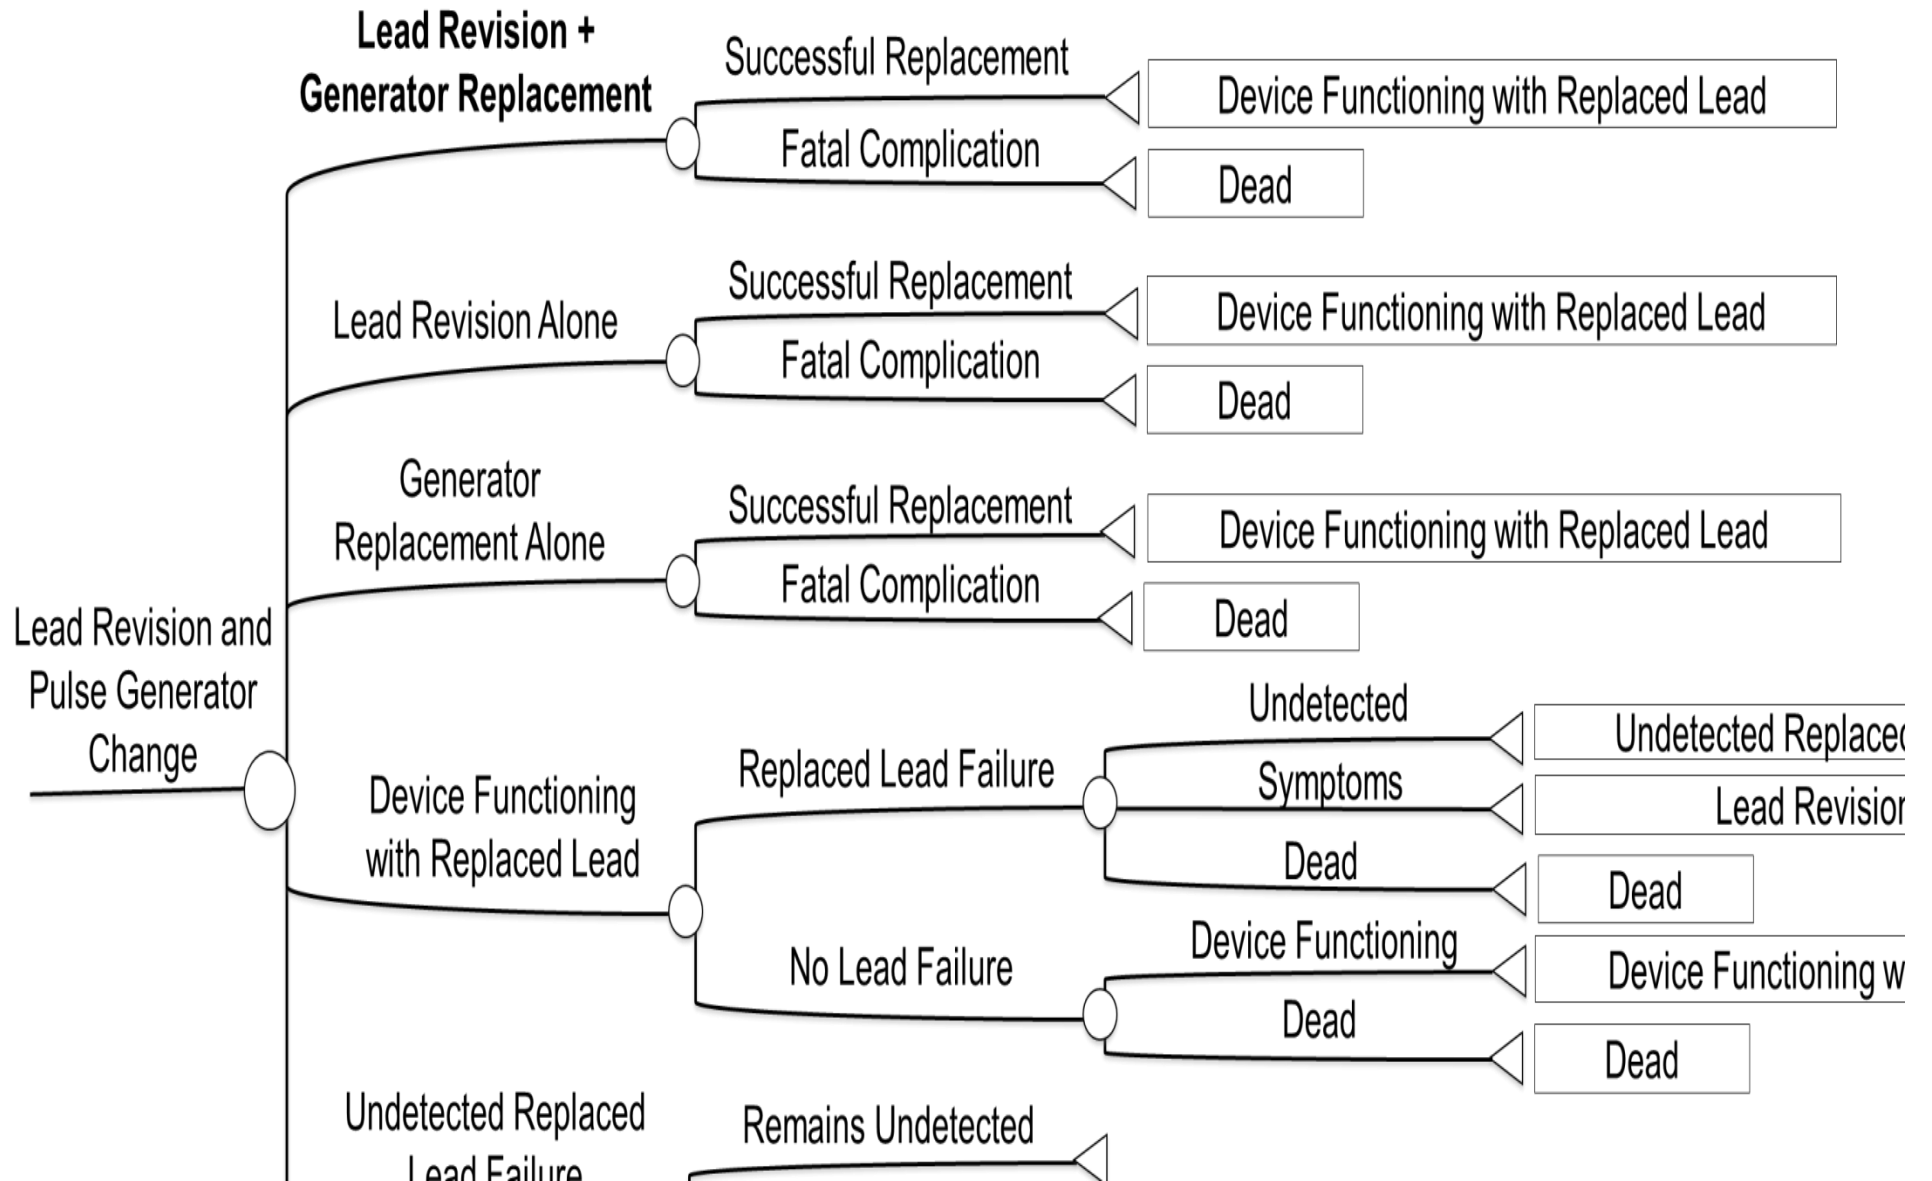 Lead Revision +
Generator Replacement
Successful Replacement
Device Functioning with Replaced Lead
Fatal Complication
Dead
Lead Revision Alone
Successful Replacement
Device Functioning with Replaced Lead
Fatal Complication
Dead
Generator
Replacement Alone
Successful Replacement
Device Functioning with Replaced Lead
Fatal Complication
Dead
Lead Revision and
Pulse Generator
Change
Device Functioning
with Replaced Lead
Replaced Lead Failure
Undetected
Undetected Replaced
Symptoms
Lead Revision
Dead
Dead
No Lead Failure
Device Functioning
Device Functioning w
Dead
Dead
Undetected Replaced
Lead Failure
Remains Undetected